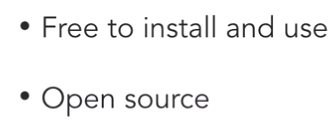 • Free to install and use
• Open source